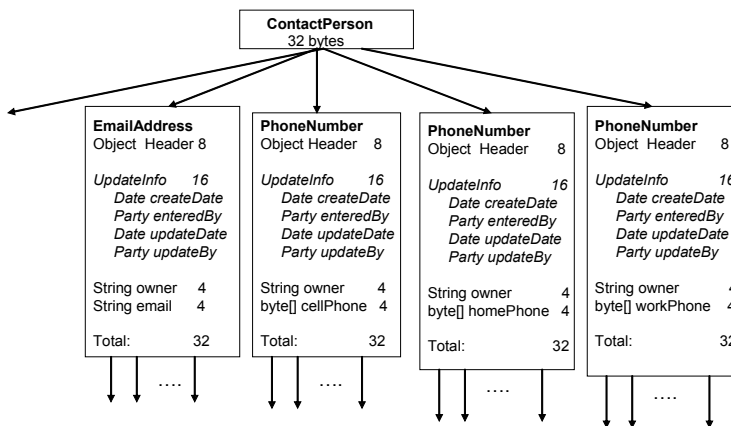 ContactPerson
32 bytes
EmailAddress
Object Header 8
UpdateInfo 16
Date createDate
Party enteredBy
Date updateDate
Party updateBy
String owner 4
String email 4
Total: 32
....
PhoneNumber
Object Header 8
UpdateInfo 16
Date createDate
Party enteredBy
Date updateDate
Party updateBy
String owner 4
byte[] cellPhone 4
Total: 32
....
PhoneNumber
Object Header 8
UpdateInfo 16
Date createDate
Party enteredBy
Date updateDate
Party updateBy
String owner 4
byte[] homePhone 4
Total: 32
....
PhoneNumber
Object Header 8
UpdateInfo 16
Date createDate
Party enteredBy
Date updateDate
Party updateBy
String owner 4
byte[] workPhone 4
Total: 32
....